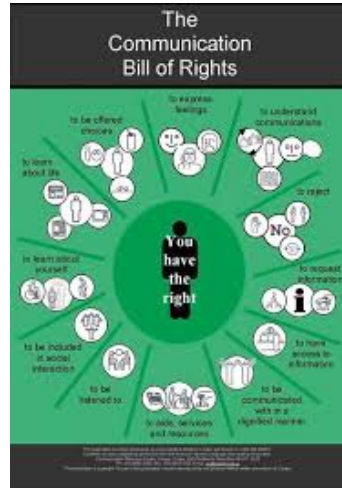 The
Communication
Bill of Rights
to express
feelings
to be offered
choices
to understand
communications
to learn
about life
to reject
No
You
have
the
right
to learn about
yourself
to request
information
i
to be included
in social
interaction
to have
access to
information
to be
listened to
to be
communicated
with in a
dignified manner
to aids, services
and resources